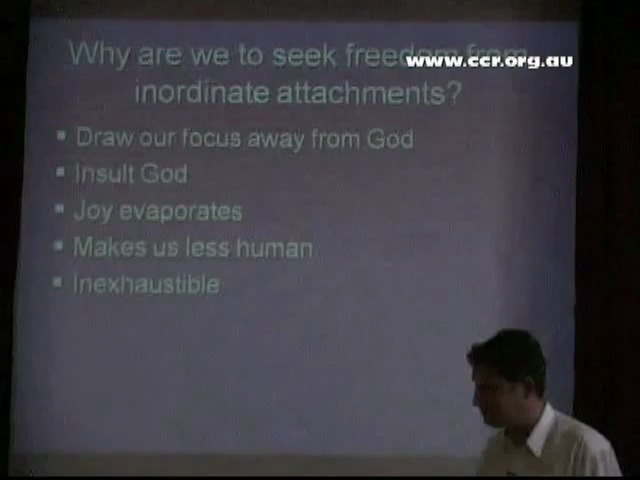 Why are we to seek freedom from
www.ccr.org.au
inordinate attachments?
▪ Draw our focus away from God
▪ Insult God
▪ Joy evaporates
▪ Makes us less human
▪ Inexhaustible